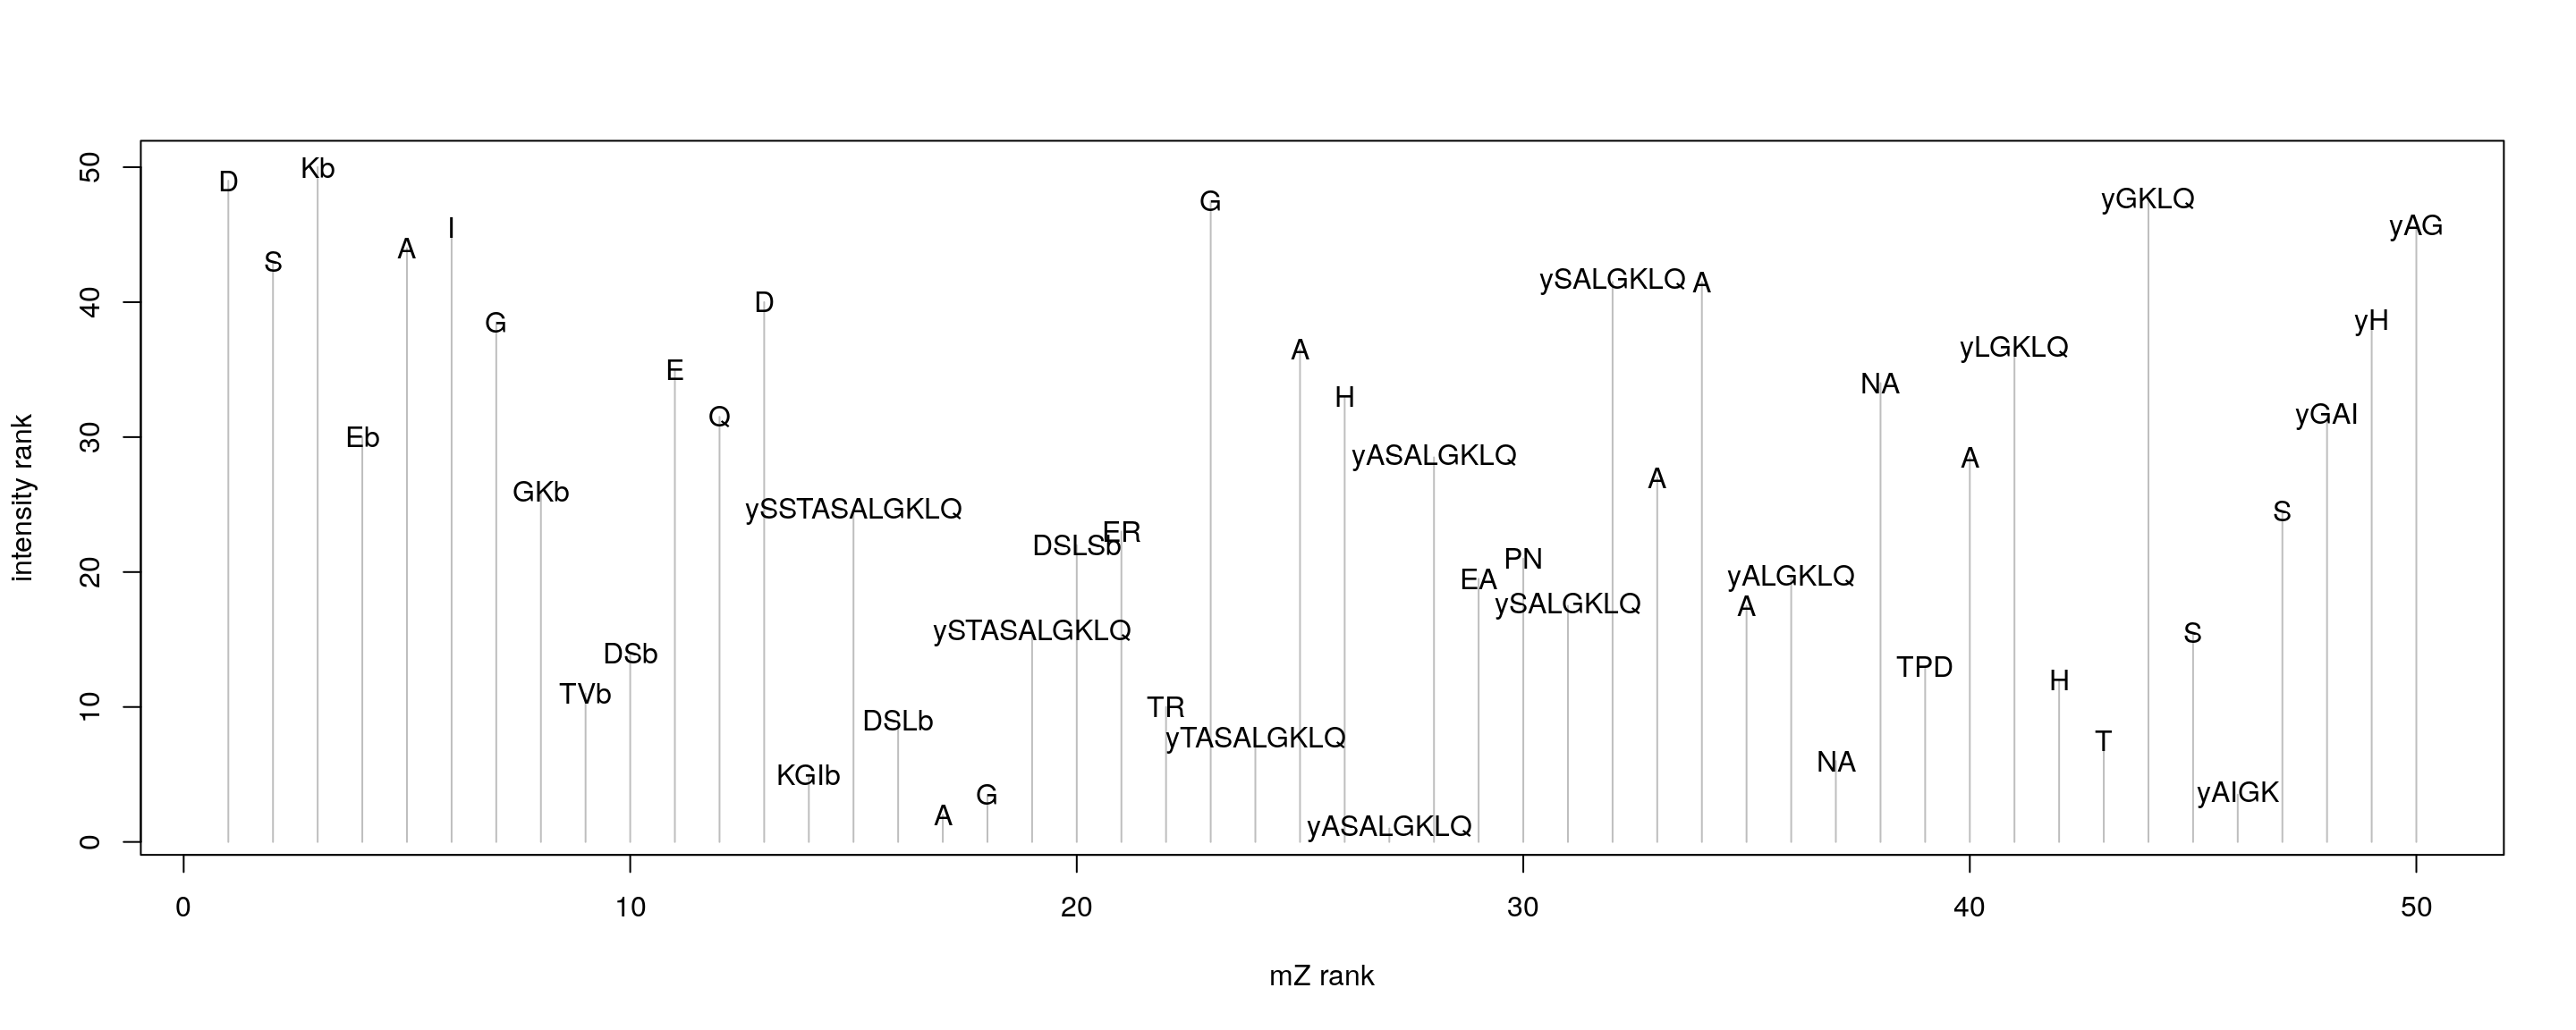 Kb
D
yGKLQ
G
yAG
I
A
S
ySALGKLQ
A
D
yH
G
yLGKLQ
A
E
NA
H
yGAI
Q
Eb
yASALGKLQ
A
A
GKb
ySSTASALGKLQ
S
ER
DSLSb
PN
EA
yALGKLQ
ySALGKLQ
A
ySTASALGKLQ
S
DSb
TPD
H
TVb
TR
DSLb
yTASALGKLQ
T
NA
KGIb
G
yAIGK
A
yASALGKLQ
50
40
30
20
10
0
intensity rank
0 10 20 30 40 50
mZ rank